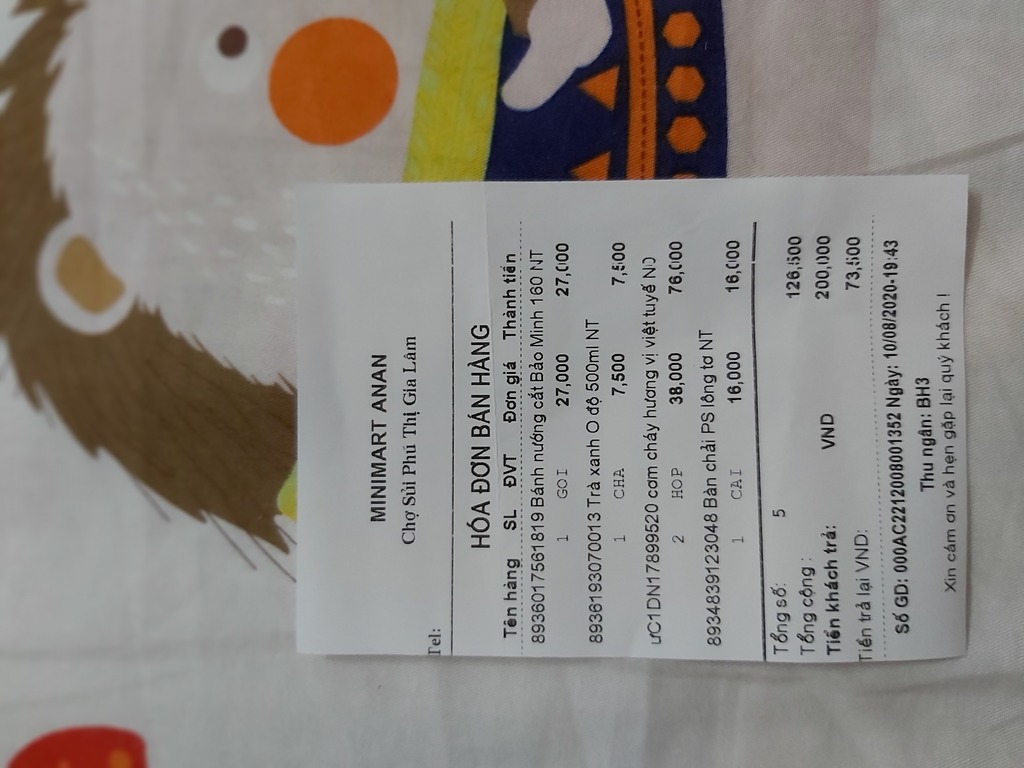 MINIMART ANAN
Chợ Sủi Phú Thị Gia Lâm
Tel:
HÓA ĐƠN BÁN HÀNG
Tên hàng SL ĐVT Đơn giá Thành tiền
8936017561819 Bánh nướng cắt Bảo Minh 160 NT
1 GOI 27,000 27,000
8936193070013 Trà xanh O độ 500ml NT
1 CHA 7,500 7,500
ưC1DN17899520 cơm cháy hương vị việt tuyế ND
2 HOP 38,000 76,000
8934839123048 Bàn chải PS lông tơ NT
1 CAI 16,000 16,000
Tổng số: 5
Tổng cộng : 126,500
Tiền khách trả: VND 200,000
Tiền trả lại VND: 73,500
Số GD: 000AC2212008001352 Ngày: 10/08/2020-19:43
Thu ngân: BH3
Xin cảm ơn và hẹn gặp lại quý khách !